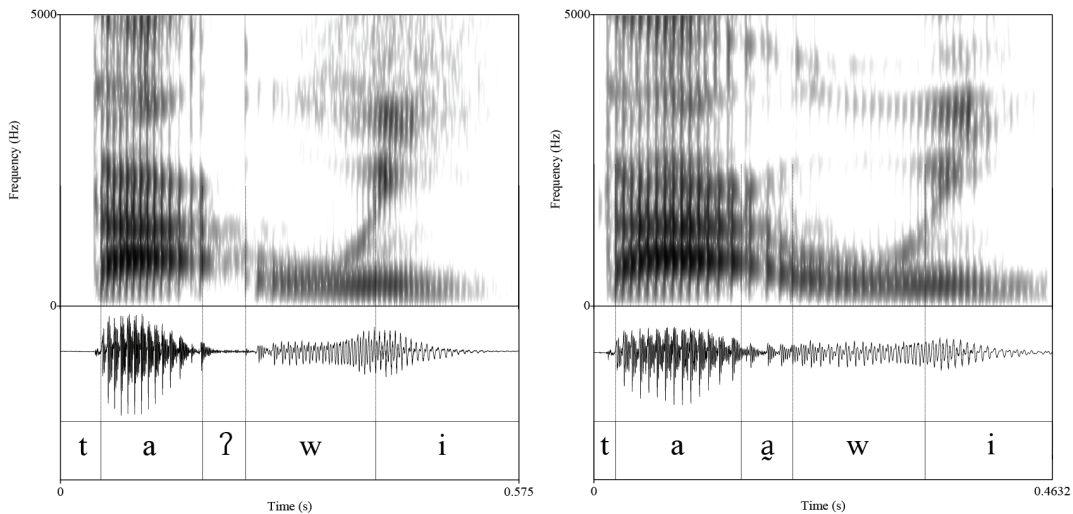 5000
Frequency (Hz)
0
t a ʔ w i
0 0.575
Time (s)
5000
Frequency (Hz)
0
t a a̰ w i
0 0.4632
Time (s)